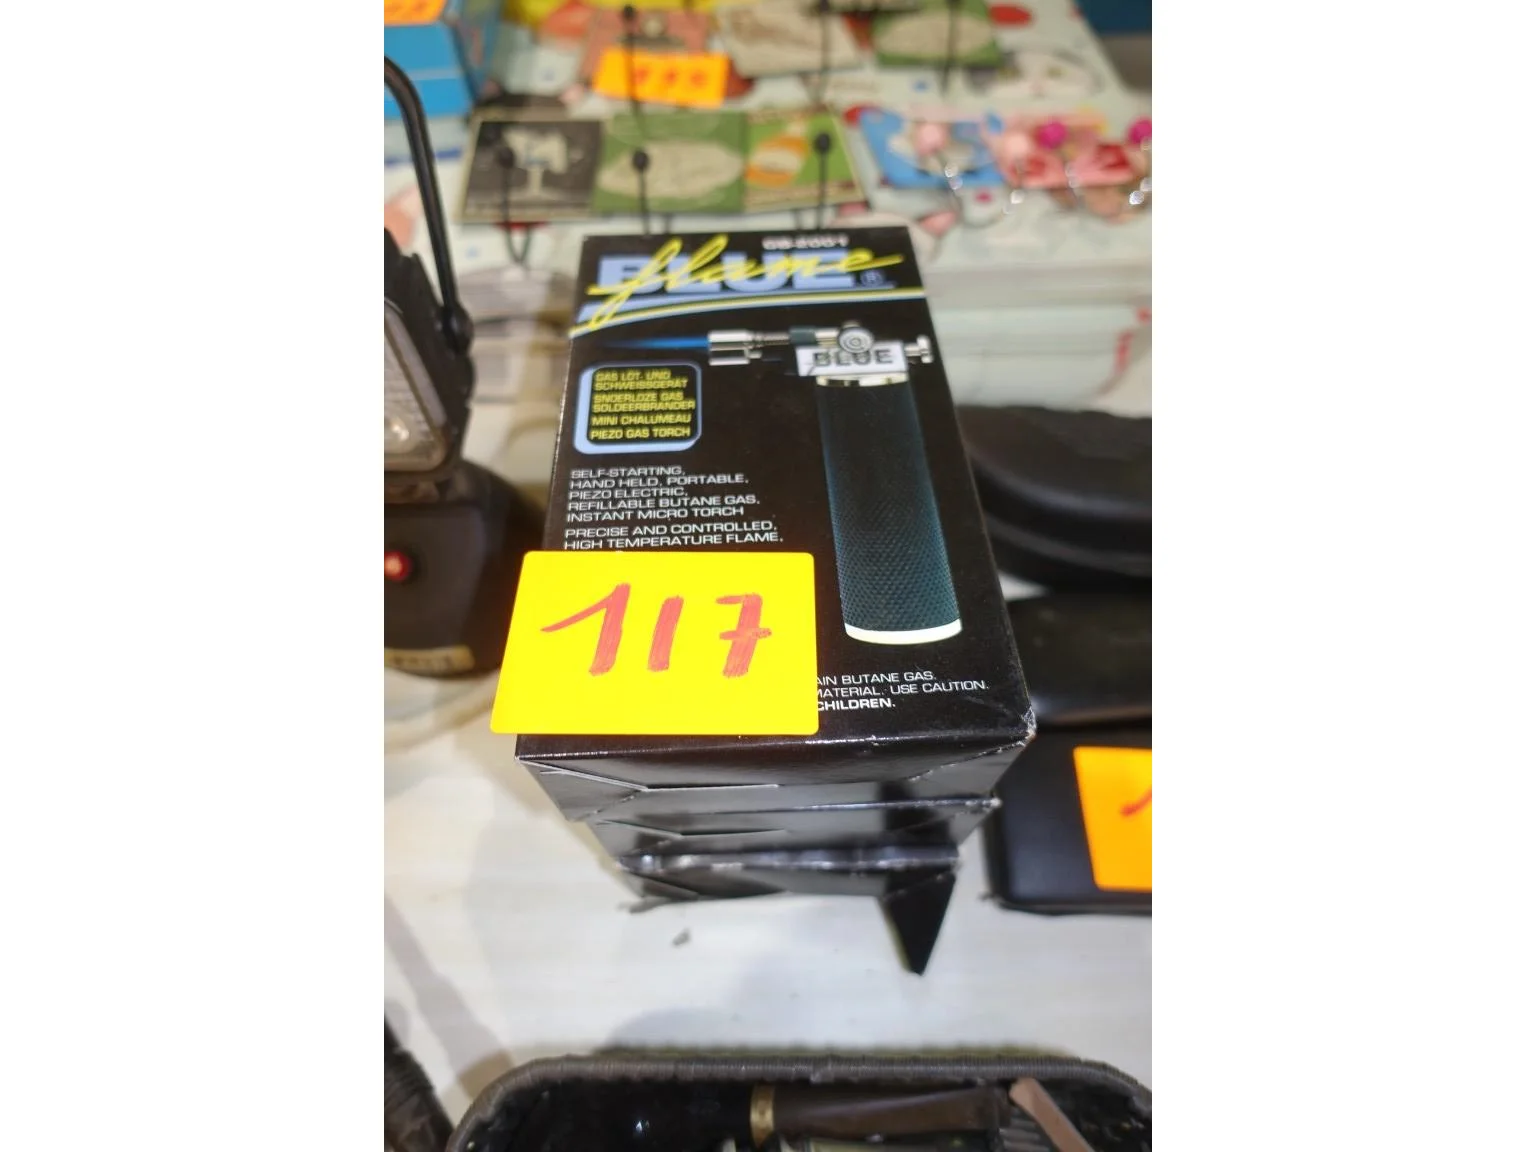 BLUE flame ®
BLUE
GAS LÖT- UND
SCHWEISSGERÄT
SNOERLOZE GAS
SOLDEERBRANDER
MINI CHALUMEAU
PIEZO GAS TORCH
SELF-STARTING,
HAND HELD, PORTABLE,
PIEZO ELECTRIC,
REFILLABLE BUTANE GAS,
INSTANT MICRO TORCH
PRECISE AND CONTROLLED,
HIGH TEMPERATURE FLAME.
117
BUTANE GAS.
MATERIAL. USE CAUTION.
CHILDREN.